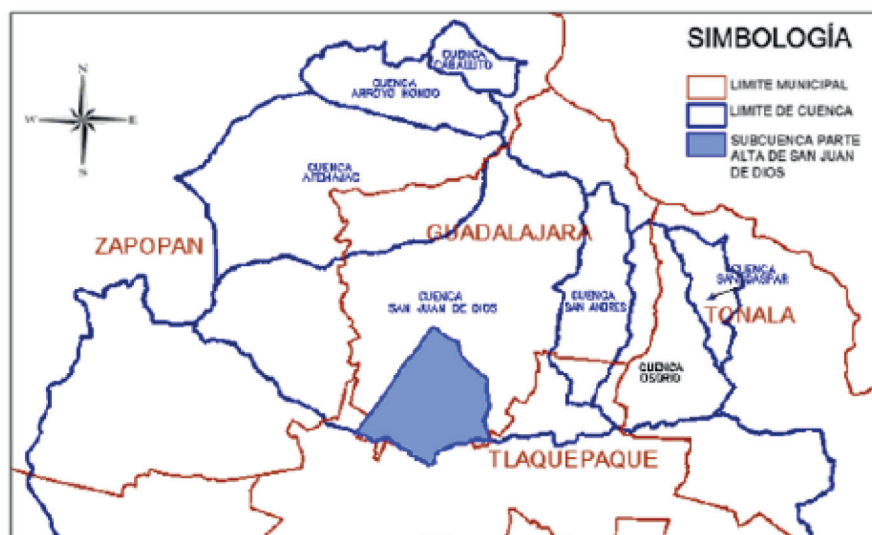 SIMBOLOGÍA
LIMITE MUNICIPAL
LIMITE DE CUENCA
SUBCUENCA PARTE
ALTA DE SAN JUAN
DE DIOS
N
W
E
S
CUENCA
CABALLITO
CUENCA
ARROYO HONDO
CUENCA
ATEMAJAC
ZAPOPAN
GUADALAJARA
CUENCA
SAN JUAN DE DIOS
CUENCA
SAN ANDRES
CUENCA
SAN GASPAR
TONALA
CUENCA
OSORIO
TLAQUEPAQUE